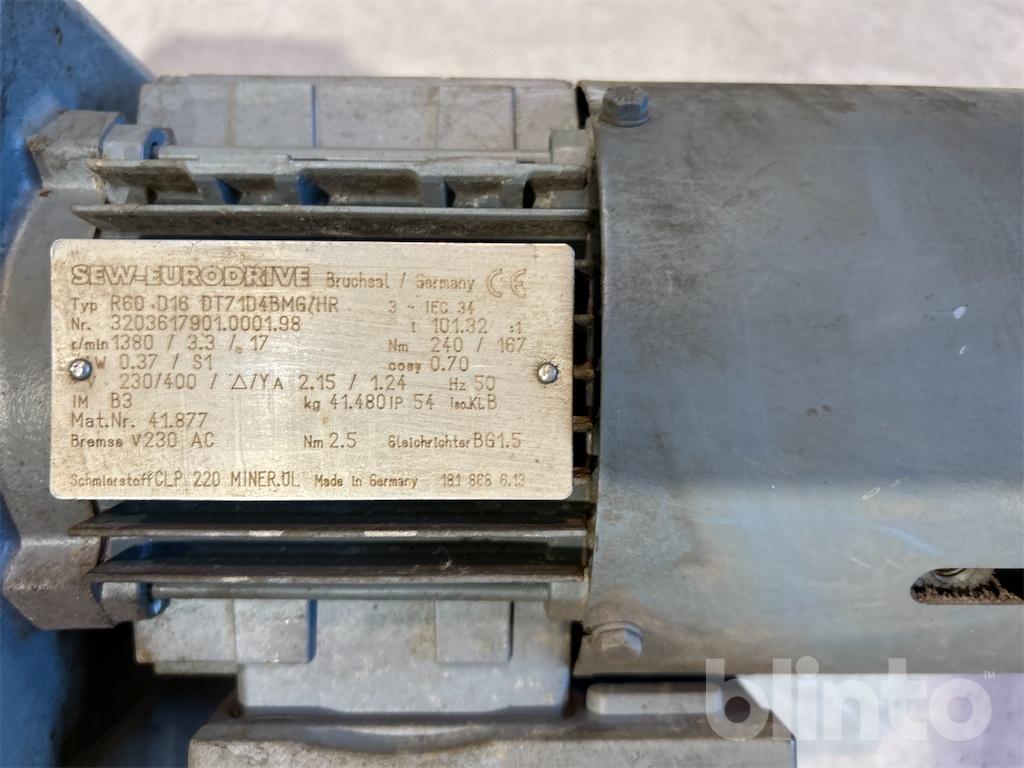 SEW-EURODRIVE Bruchsal / Germany CE
Typ R60 D16 DT71D4BMG/HR 3 ~ IEC 34
Nr. 3203617901.0001.98 i 101.32 :1
r/min 1380 / 3.3 / 17 Nm 240 / 167
kW 0.37 / S1 cosφ 0.70
V 230/400 / △/Y A 2.15 / 1.24 Hz 50
IM B3 kg 41.480 IP 54 Iso.Kl. B
Mat.Nr. 41.877
Bremse V 230 AC Nm 2.5 Gleichrichter BG1.5
Schmierstoff CLP 220 MINER.ÖL Made in Germany 181 868 6.13
blinto™